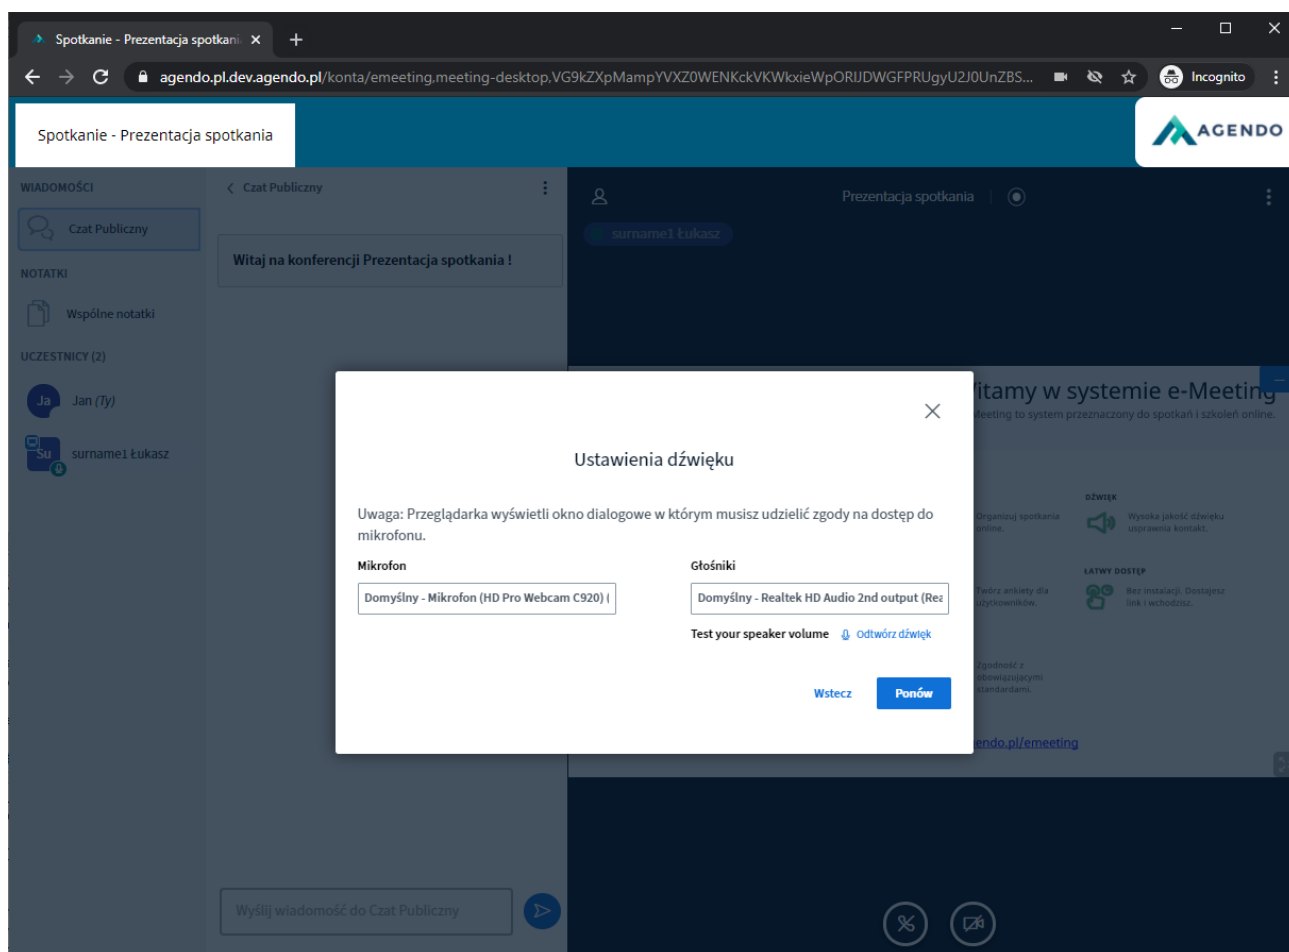 Spotkanie - Prezentacja spotkani
agendo.pl.dev.agendo.pl/konta/emeeting,meeting-desktop,VG9kZXpMampYVXZ0WENKckVKWkxieWpORlJDWGFPRUgyU2J0UnZBS...
Incognito
Spotkanie - Prezentacja spotkania
AGENDO
WIADOMOŚCI
Czat Publiczny
NOTATKI
Wspólne notatki
UCZESTNICY (2)
Ja
Jan (Ty)
Su
surname1 Łukasz
Czat Publiczny
Witaj na konferencji Prezentacja spotkania !
Wyślij wiadomość do Czat Publiczny
Prezentacja spotkania
surname1 Łukasz
itamy w systemie e-Meeting
Meeting to system przeznaczony do spotkań i szkoleń online.
Organizuj spotkania
online.
DŹWIĘK
Wysoka jakość dźwięku
usprawnia kontakt.
Twórz ankiety dla
użytkowników.
ŁATWY DOSTĘP
Bez instalacji. Dostajesz
link i wchodzisz.
Zgodność z
obowiązującymi
standardami.
endo.pl/emeeting
Ustawienia dźwięku
Uwaga: Przeglądarka wyświetli okno dialogowe w którym musisz udzielić zgody na dostęp do
mikrofonu.
Mikrofon
Domyślny - Mikrofon (HD Pro Webcam C920) (
Głośniki
Domyślny - Realtek HD Audio 2nd output (Rea
Test your speaker volume
Odtwórz dźwięk
Wstecz
Ponów